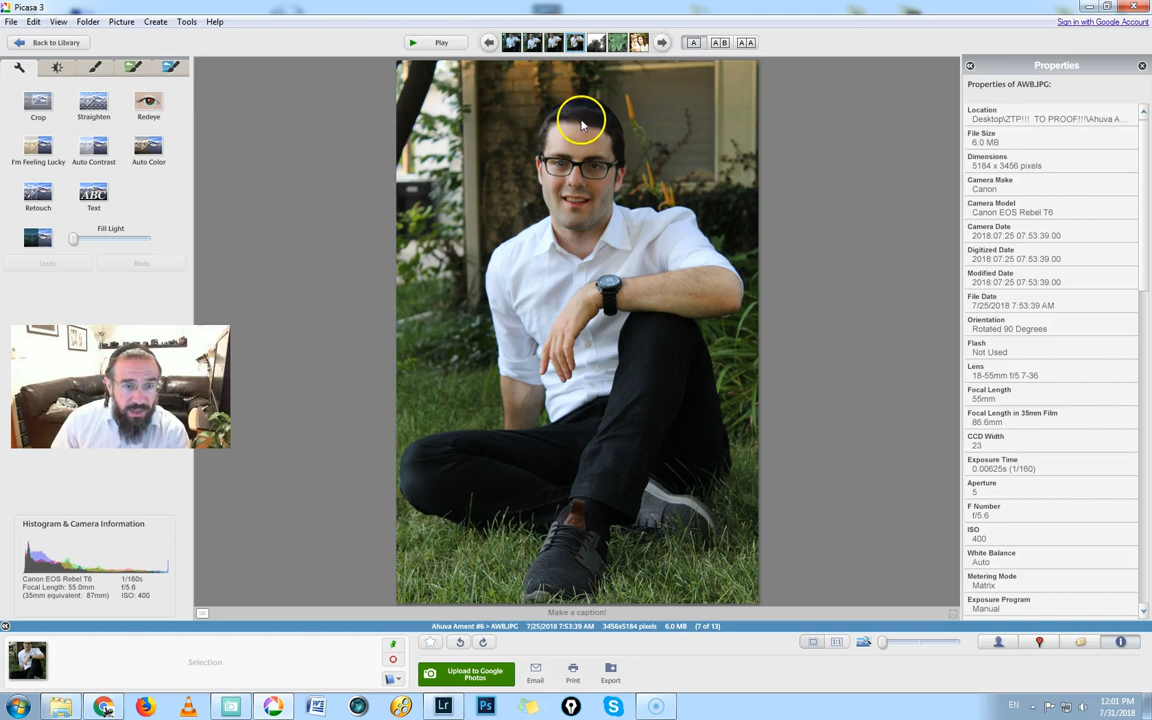 Picasa 3
File Edit View Folder Picture Create Tools Help
Sign in with Google Account
Back to Library
Play
A
A B
A A
Crop
Straighten
Redeye
I'm Feeling Lucky
Auto Contrast
Auto Color
Retouch
ABC
Text
Fill Light
Undo
Redo
Histogram & Camera Information
Canon EOS Rebel T6 1/160s
Focal Length: 55.0mm f/5.6
(35mm equivalent: 87mm) ISO: 400
Properties
Properties of AWB.JPG:
Location
Desktop\ZTP!!! TO PROOF!!!\Ahuva A...
File Size
6.0 MB
Dimensions
5184 x 3456 pixels
Camera Make
Canon
Camera Model
Canon EOS Rebel T6
Camera Date
2018:07:25 07:53:39.00
Digitized Date
2018:07:25 07:53:39.00
Modified Date
2018:07:25 07:53:39.00
File Date
7/25/2018 7:53:39 AM
Orientation
Rotated 90 Degrees
Flash
Not Used
Lens
18-55mm f/5.7-36
Focal Length
55mm
Focal Length in 35mm Film
86.6mm
CCD Width
23
Exposure Time
0.00625s (1/160)
Aperture
5
F Number
f/5.6
ISO
400
White Balance
Auto
Metering Mode
Matrix
Exposure Program
Manual
Make a caption!
Ahuva Ament #6 > AWB.JPG 7/25/2018 7:53:39 AM 3456x5184 pixels 6.0 MB (7 of 13)
Selection
1:1
Upload to Google Photos
Email
Print
Export
W
Lr
Ps
S
EN
12:01 PM
7/31/2018